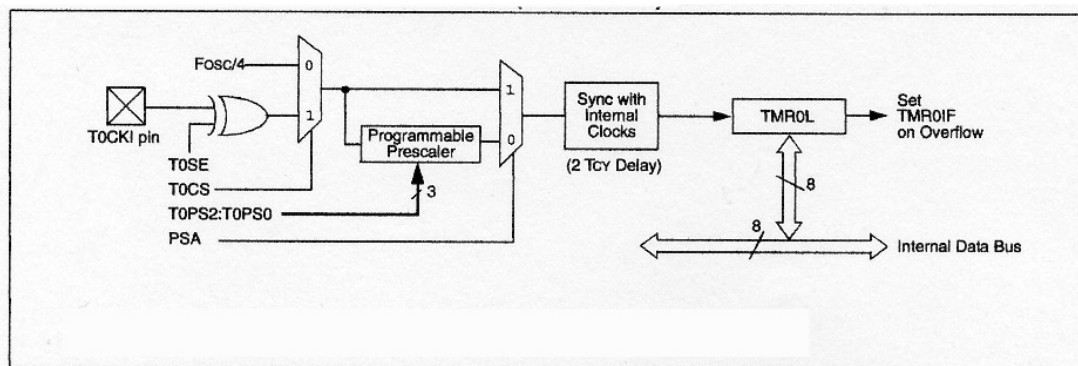 FOSC/4
0
1
T0CKI pin
T0SE
T0CS
T0PS2:T0PS0
PSA
Programmable
Prescaler
3
1
0
Sync with
Internal
Clocks
(2 TCY Delay)
TMR0L
Set
TMR0IF
on Overflow
8
8
Internal Data Bus